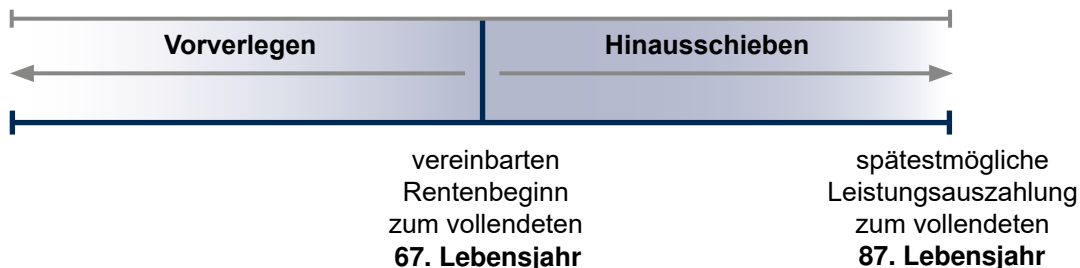 Vorverlegen
Hinausschieben
vereinbarten
Rentenbeginn
zum vollendeten
67. Lebensjahr
spätestmögliche
Leistungsauszahlung
zum vollendeten
87. Lebensjahr